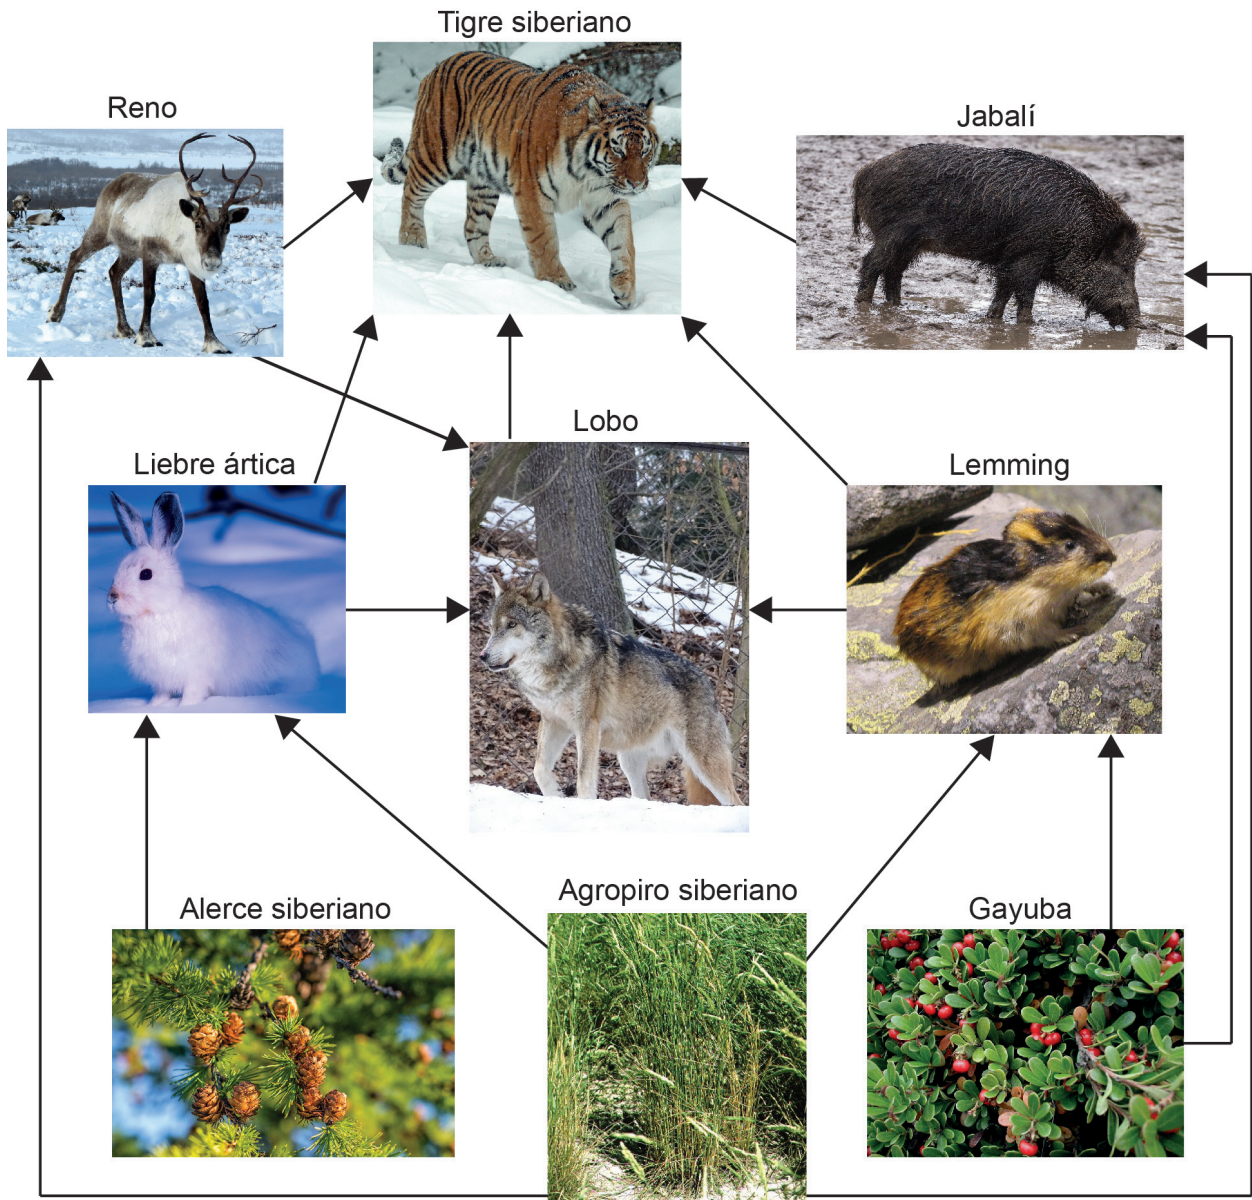 Tigre siberiano
Reno
Jabalí
Lobo
Liebre ártica
Lemming
Agropiro siberiano
Alerce siberiano
Gayuba